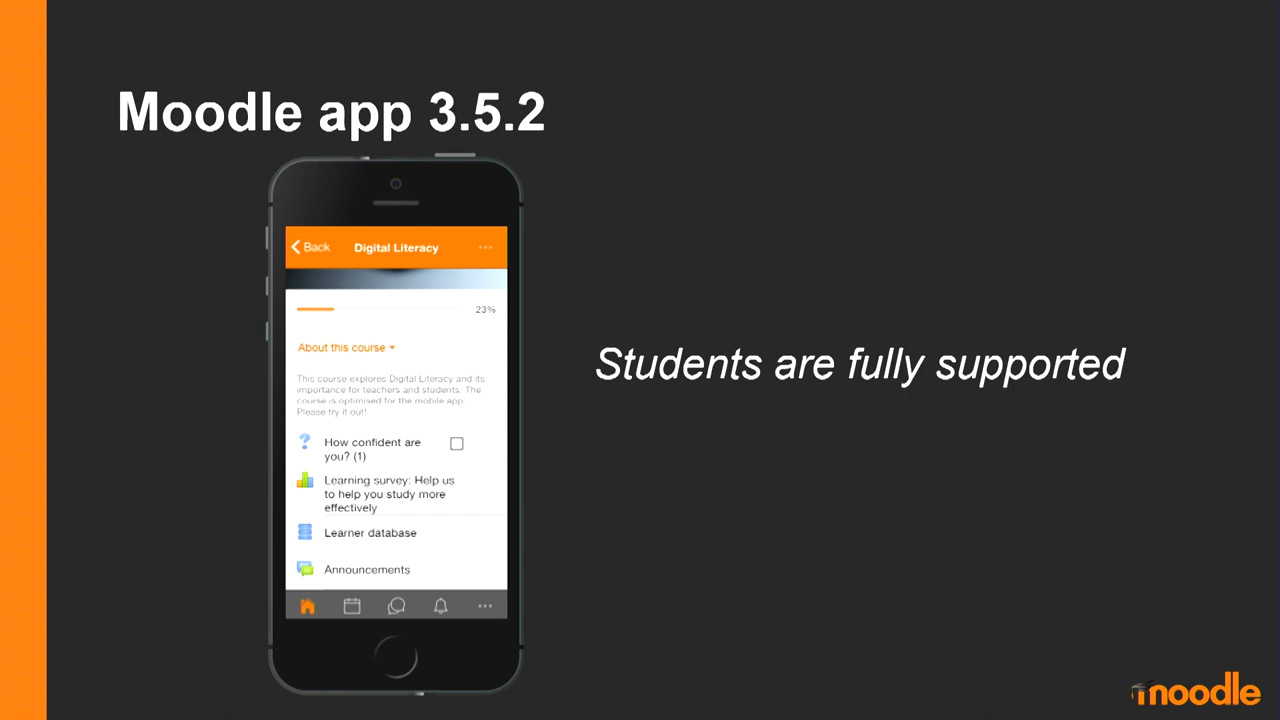 Moodle app 3.5.2
Back
Digital Literacy
23%
About this course
This course explores Digital Literacy and its
importance for teachers and students. The
course is optimised for the mobile app.
Please try it out!
How confident are
you? (1)
Learning survey: Help us
to help you study more
effectively
Learner database
Announcements
Students are fully supported
moodle